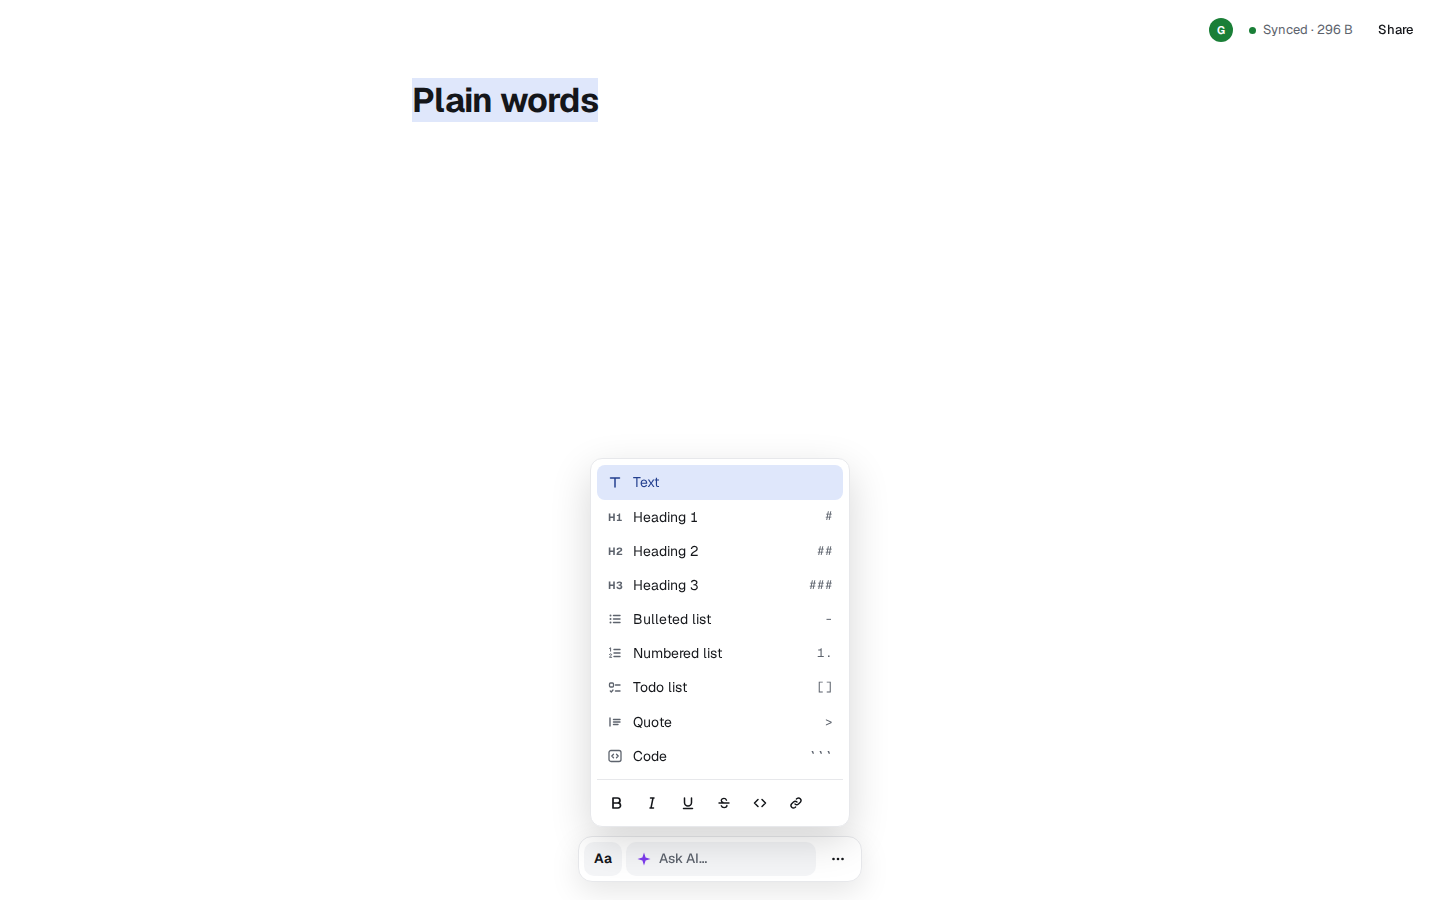 G
Synced · 296 B
Share
Plain words
Text
H1 Heading 1 #
H2 Heading 2 ##
H3 Heading 3 ###
Bulleted list -
Numbered list 1.
Todo list []
Quote >
Code ```
B I U S <>
Aa Ask AI... ...